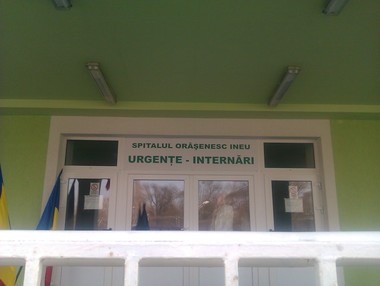 SPITALUL ORĂŞENESC INEU
URGENŢE - INTERNĂRI